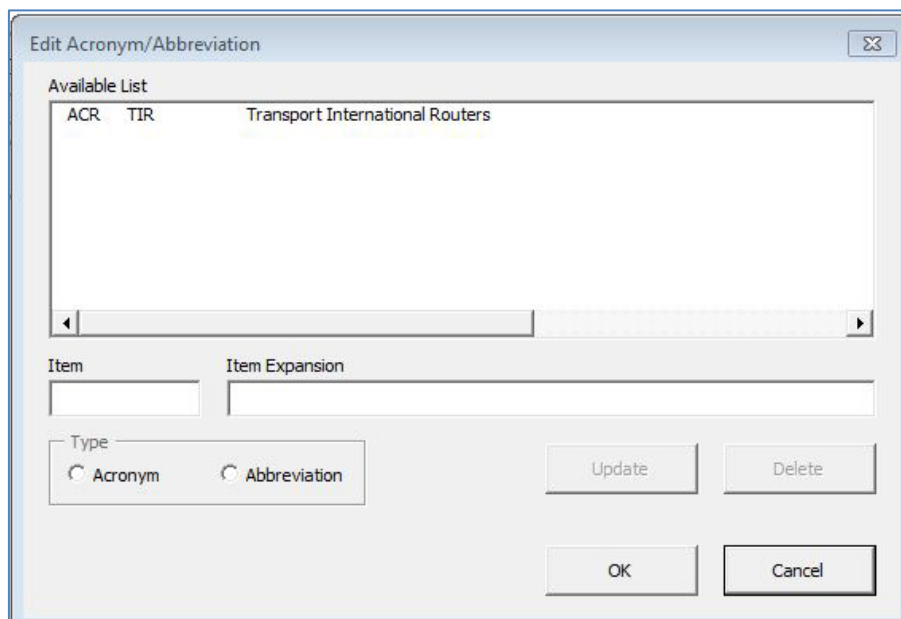 Edit Acronym/Abbreviation
Available List
ACR TIR Transport International Routers
Item Item Expansion
Type
Acronym Abbreviation Update Delete
OK Cancel